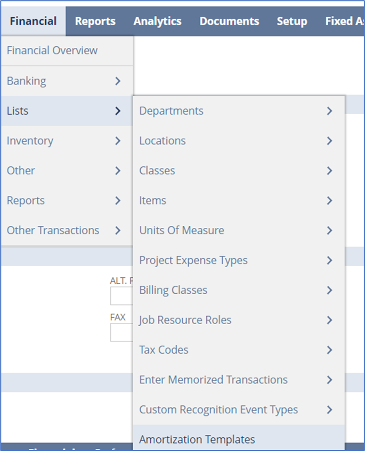 Financial Reports Analytics Documents Setup Fixed As
Financial Overview
Banking
Lists
Inventory
Other
Reports
Other Transactions
Departments
Locations
Classes
Items
Units Of Measure
Project Expense Types
Billing Classes
Job Resource Roles
Tax Codes
Enter Memorized Transactions
Custom Recognition Event Types
Amortization Templates
ALT. P
FAX